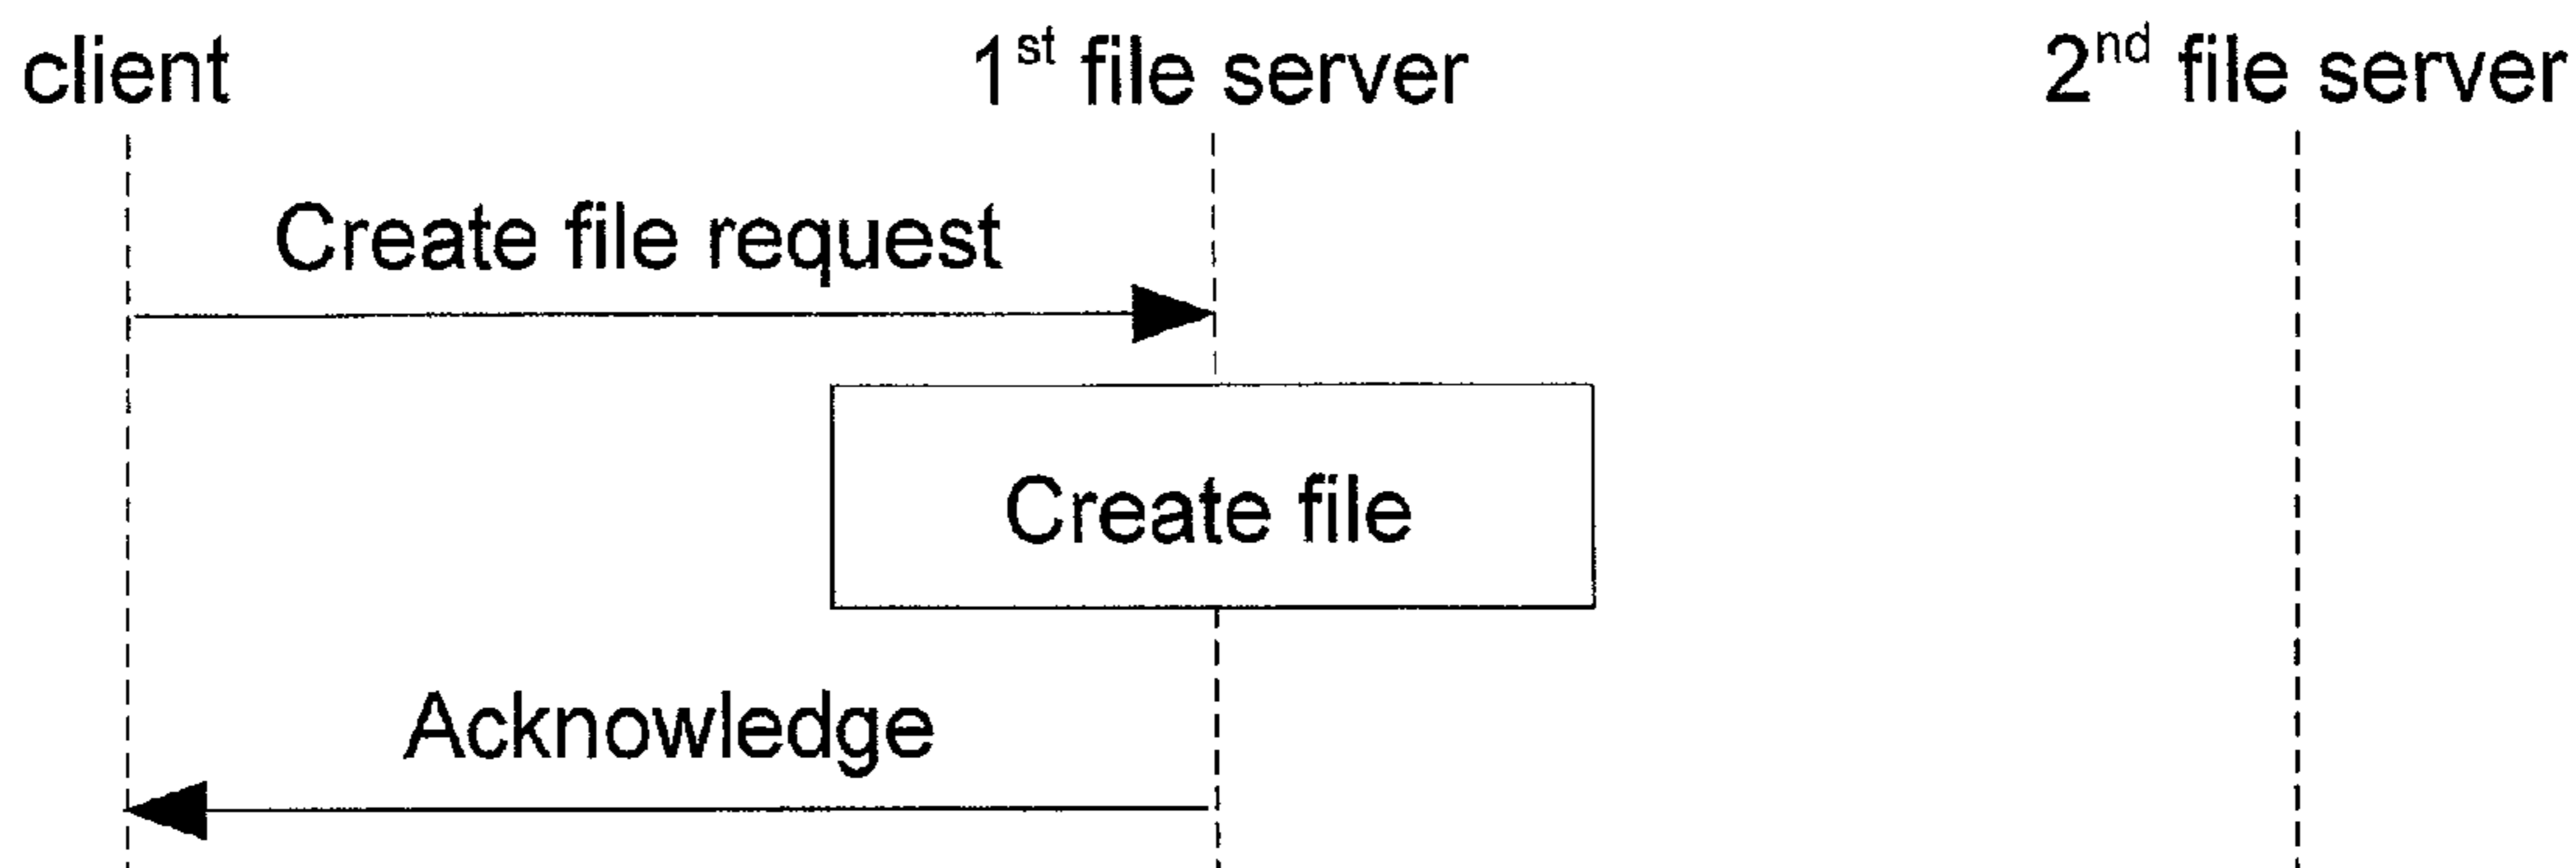 client 1st file server 2nd file server
Create file request
Create file
Acknowledge